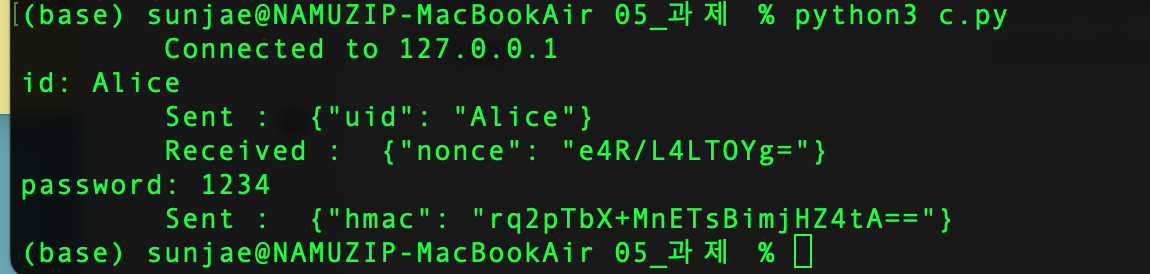 [(base) sunjae@NAMUZIP-MacBookAir 05_과제 % python3 c.py
Connected to 127.0.0.1
id: Alice
Sent :  {"uid": "Alice"}
Received :  {"nonce": "e4R/L4LTOYg="}
password: 1234
Sent :  {"hmac": "rq2pTbX+MnETsBimjHZ4tA=="}
(base) sunjae@NAMUZIP-MacBookAir 05_과제 %